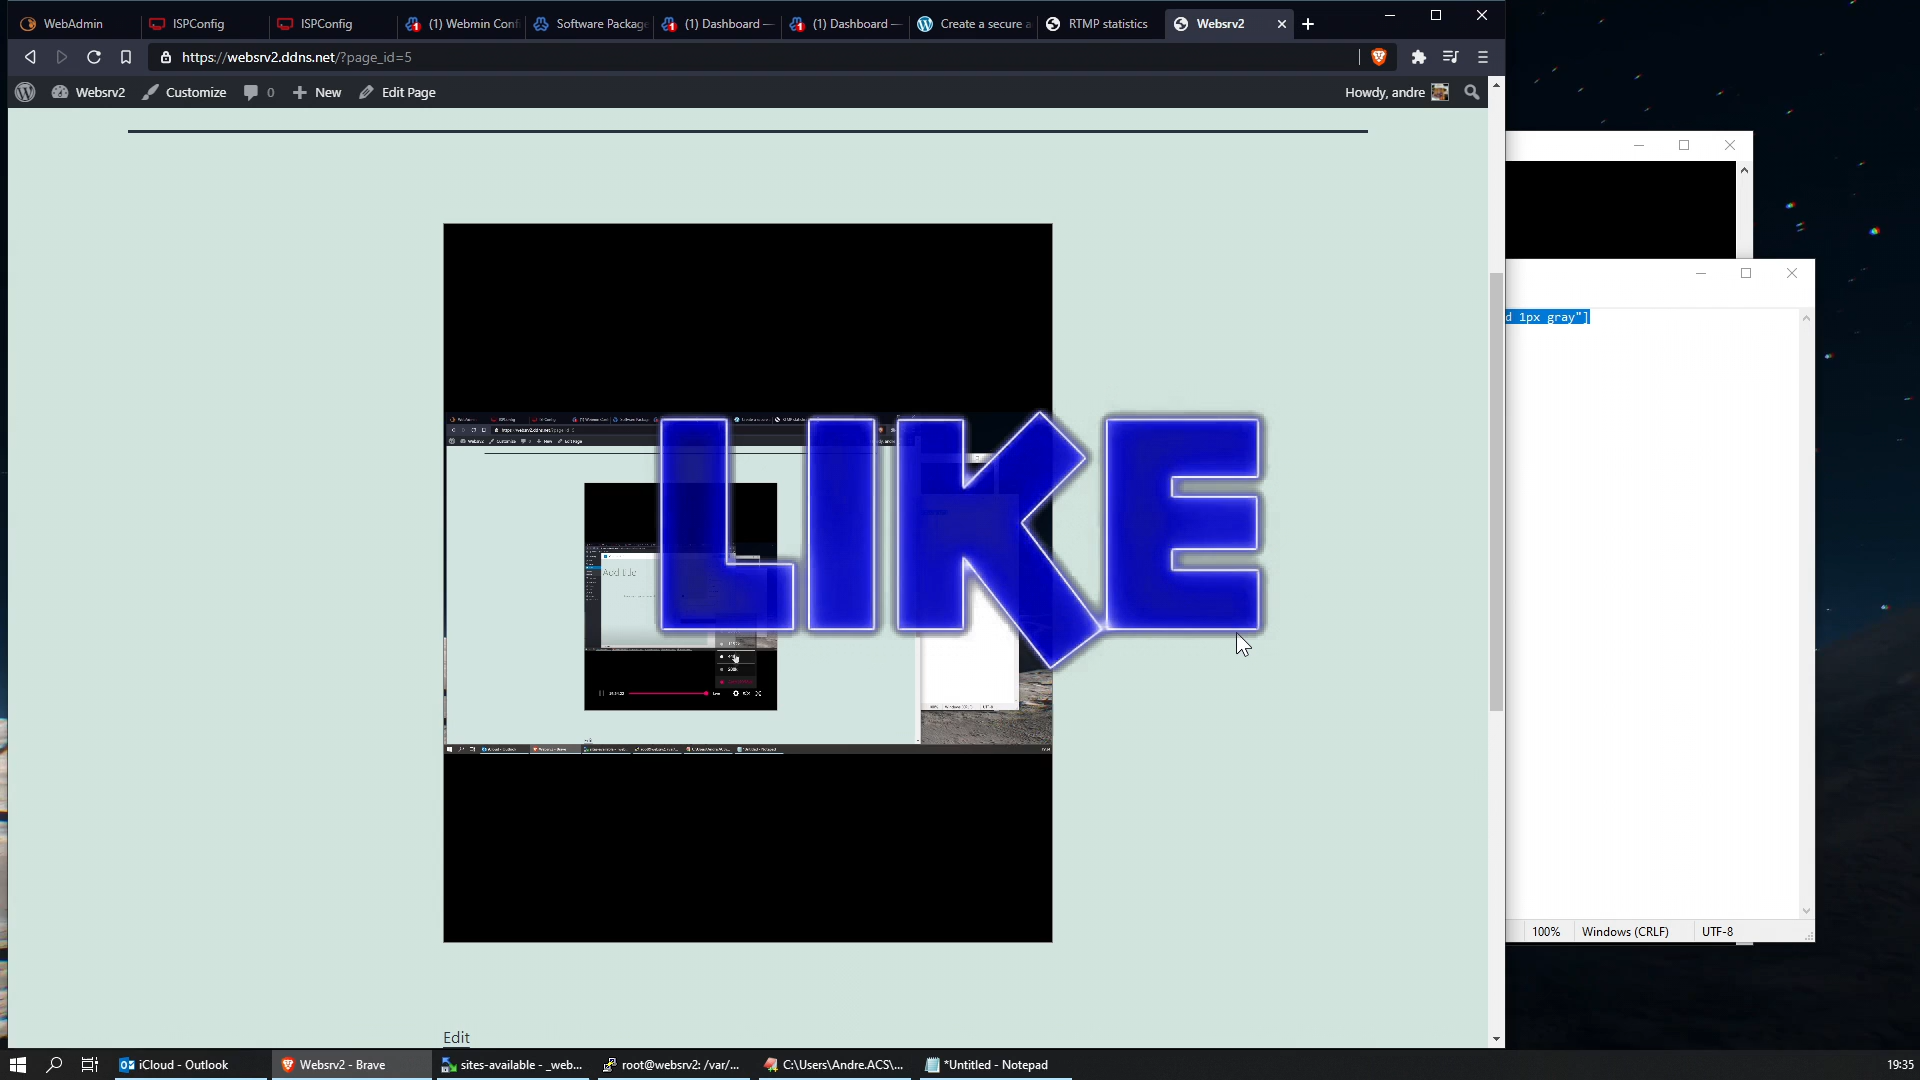 WebAdmin
ISPConfig
ISPConfig
(1) Webmin Conf
Software Package
(1) Dashboard —
(1) Dashboard —
Create a secure a
RTMP statistics
Websrv2
https://websrv2.ddns.net/?page_id=5
Websrv2
Customize
0
New
Edit Page
Howdy, andre
d 1px gray"]
LIKE
Add title
Edit
100%
Windows (CRLF)
UTF-8
iCloud - Outlook
Websrv2 - Brave
sites-available - _web...
root@websrv2: /var/...
C:\Users\Andre.ACS\...
*Untitled - Notepad
19:35